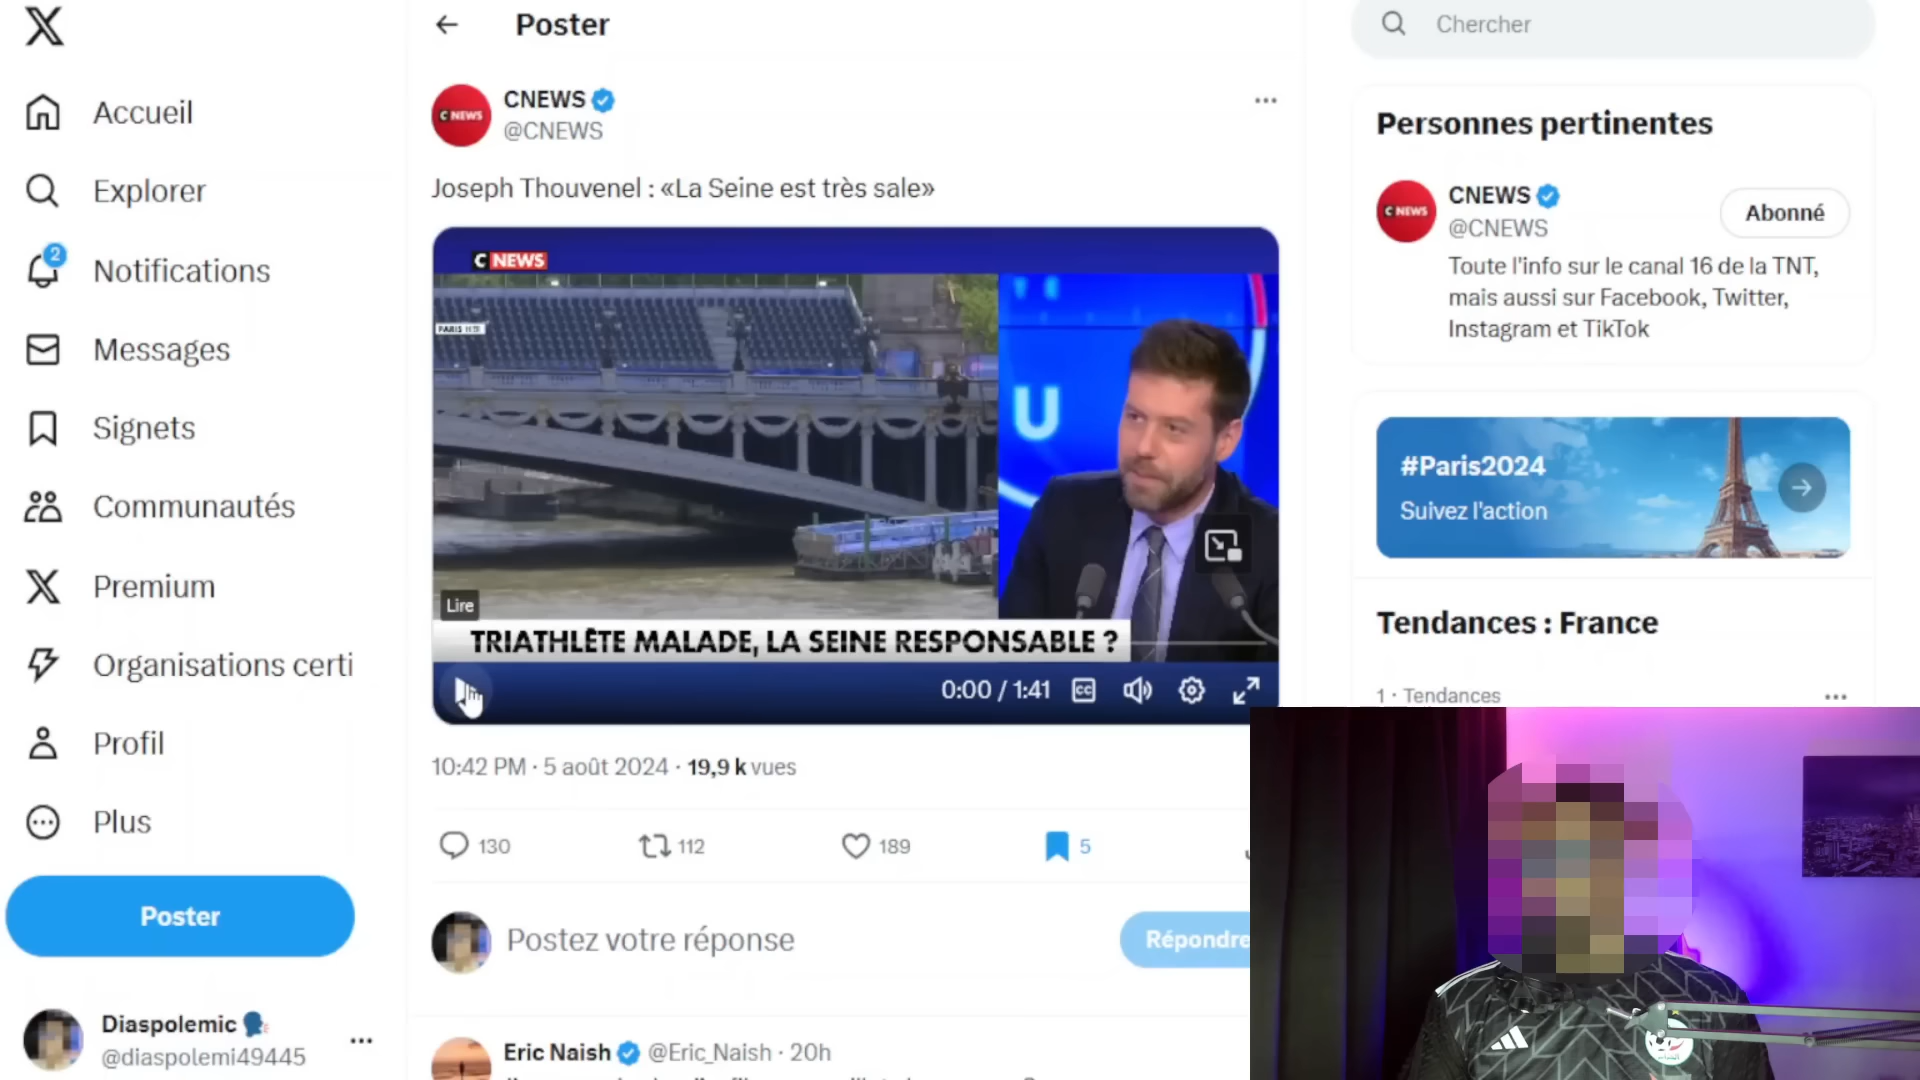 Accueil
Explorer
2
Notifications
Messages
Signets
Communautés
Premium
Organisations certi
Profil
Plus
Poster
Diaspolemic
@diaspolemi49445
Poster
CNEWS
@CNEWS
C NEWS
Joseph Thouvenel : «La Seine est très sale»
C NEWS
U
Lire
TRIATHLÈTE MALADE, LA SEINE RESPONSABLE ?
0:00 / 1:41
CC
10:42 PM · 5 août 2024 · 19,9 k vues
130
112
189
5
Postez votre réponse
Répondre
Eric Naish @Eric_Naish · 20h
Chercher
Personnes pertinentes
C NEWS
CNEWS
@CNEWS
Abonné
Toute l'info sur le canal 16 de la TNT,
mais aussi sur Facebook, Twitter,
Instagram et TikTok
#Paris2024
Suivez l'action
Tendances : France
1 · Tendances